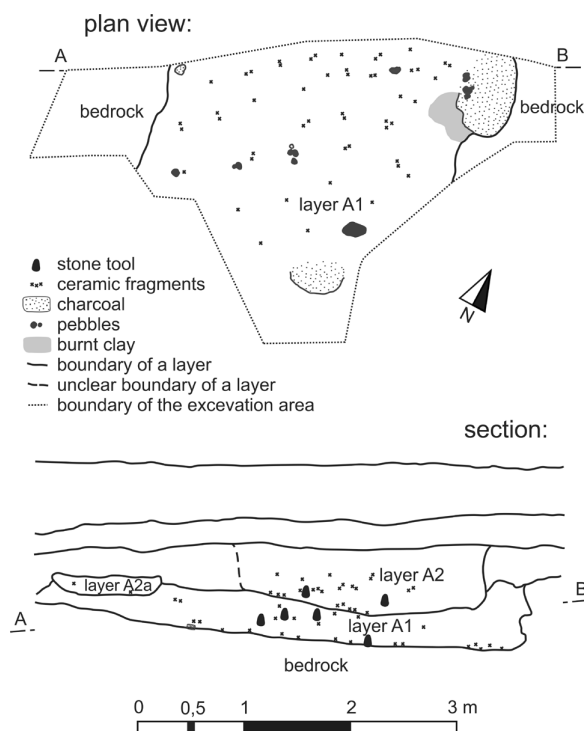 plan view:
A
B
bedrock
bedrock
layer A1
stone tool
ceramic fragments
charcoal
pebbles
burnt clay
boundary of a layer
unclear boundary of a layer
boundary of the excevation area
N
section:
layer A2a
layer A2
A
B
layer A1
bedrock
0 0,5 1 2 3 m